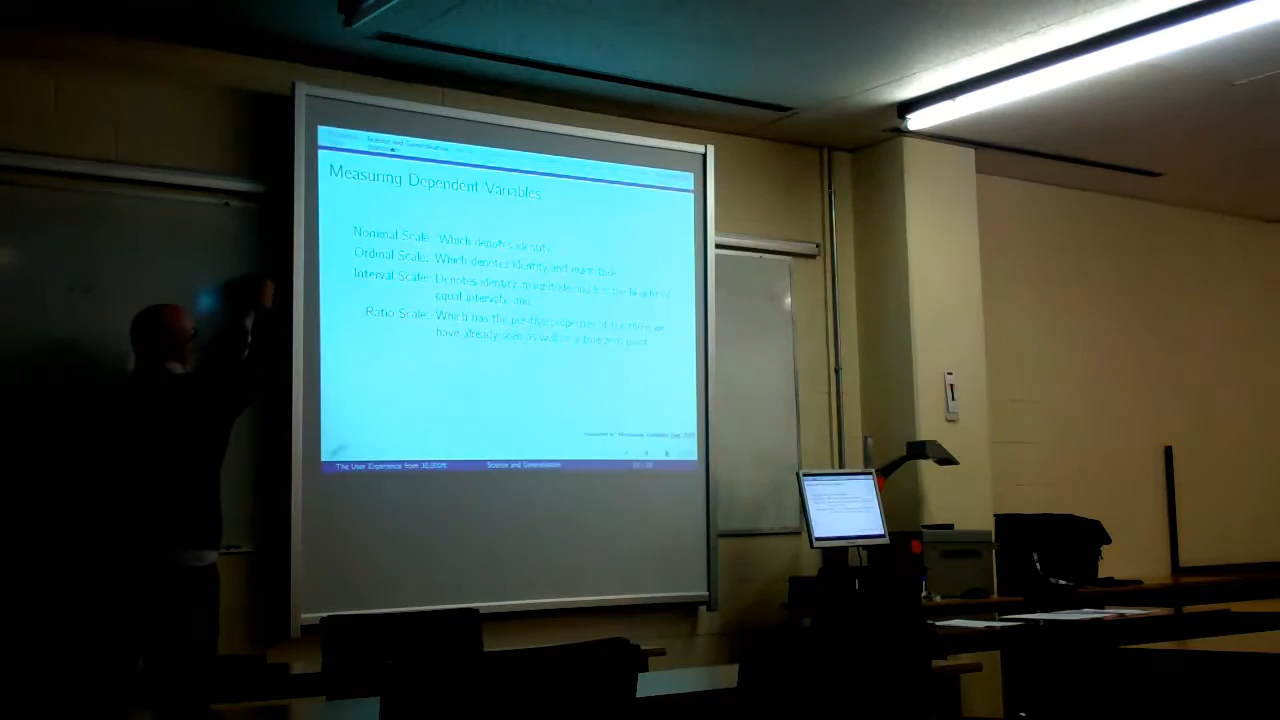 Science and Generalisation
Measuring Dependent Variables
Nominal Scale: Which denotes identity
Ordinal Scale: Which denotes identity and magnitude
Interval Scale: Denotes identity, magnitude and has the benefit of
equal intervals, and
Ratio Scale: Which has the positive properties of the three we
have already seen as well as a true zero point
The User Experience from 30,000ft Science and Generalisation